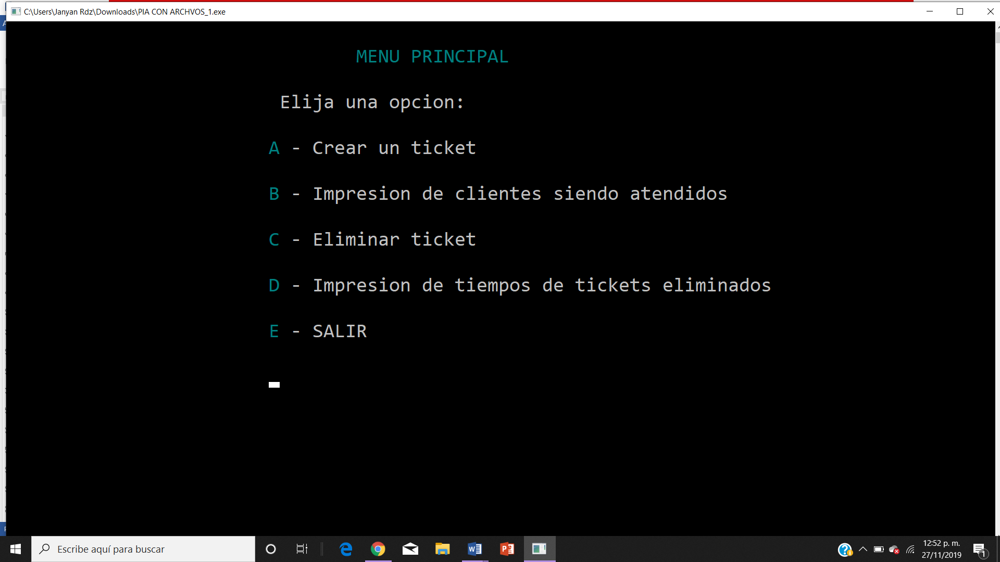 C:\Users\Janyan Rdz\Downloads\PIA CON ARCHVOS_1.exe
MENU PRINCIPAL
Elija una opcion:
A - Crear un ticket
B - Impresion de clientes siendo atendidos
C - Eliminar ticket
D - Impresion de tiempos de tickets eliminados
E - SALIR
Escribe aquí para buscar
12:52 p. m.
27/11/2019
1